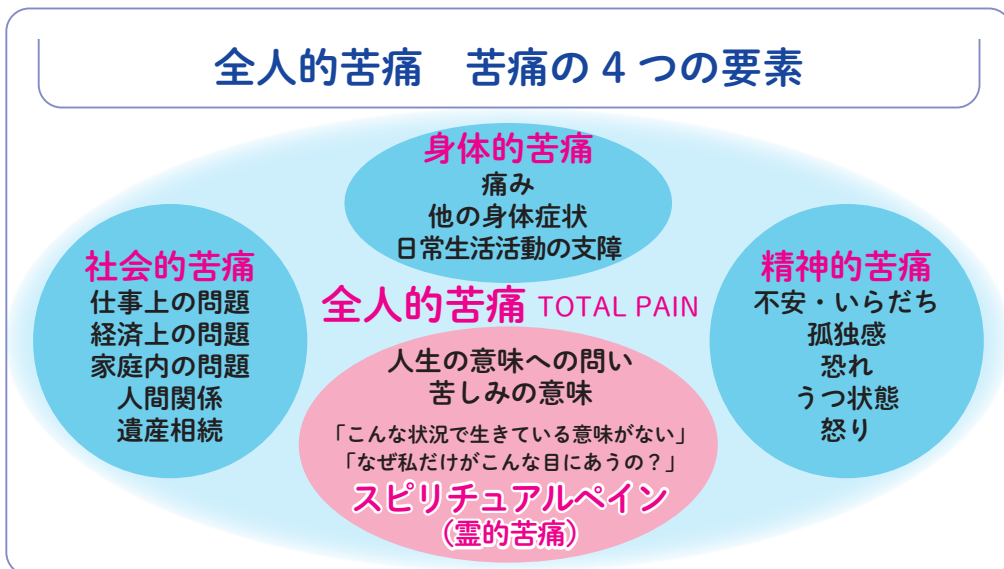 全人的苦痛　苦痛の4つの要素
身体的苦痛
痛み
他の身体症状
日常生活活動の支障
社会的苦痛
仕事上の問題
経済上の問題
家庭内の問題
人間関係
遺産相続
全人的苦痛 TOTAL PAIN
精神的苦痛
不安・いらだち
孤独感
恐れ
うつ状態
怒り
人生の意味への問い
苦しみの意味
「こんな状況で生きている意味がない」
「なぜ私だけがこんな目にあうの？」
スピリチュアルペイン
（霊的苦痛）